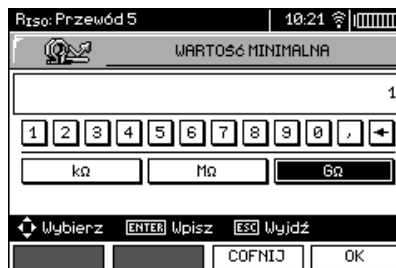 RISO: Przewód 5 10:21
WARTOŚĆ MINIMALNA
1
1 2 3 4 5 6 7 8 9 0 , ←
kΩ MΩ GΩ
Wybierz ENTER Wpisz ESC Wyjdź
COFNIJ OK